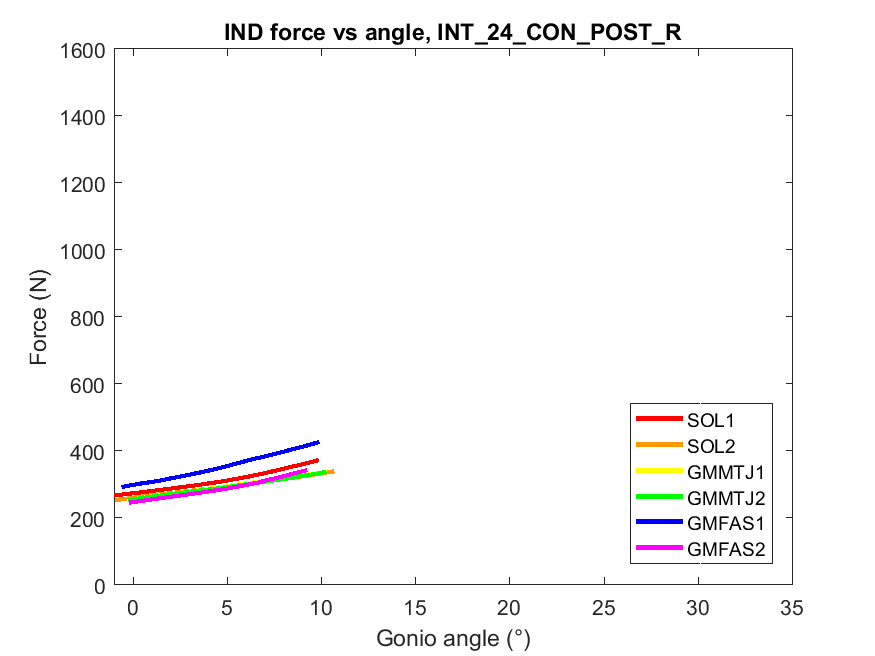 IND force vs angle, INT_24_CON_POST_R
1600
1400
1200
1000
800
600
400
200
0
Force (N)
0 5 10 15 20 25 30 35
Gonio angle (°)
SOL1
SOL2
GMMTJ1
GMMTJ2
GMFAS1
GMFAS2